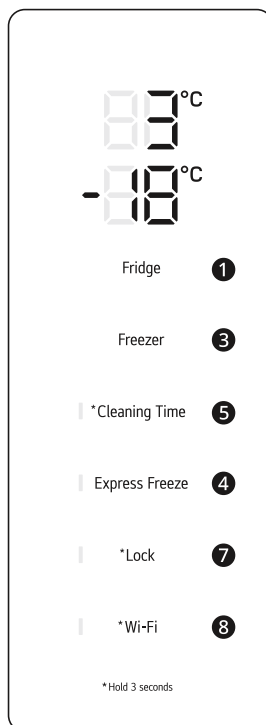 3°C
-18°C
Fridge 1
Freezer 3
*Cleaning Time 5
Express Freeze 4
*Lock 7
*Wi-Fi 8
*Hold 3 seconds